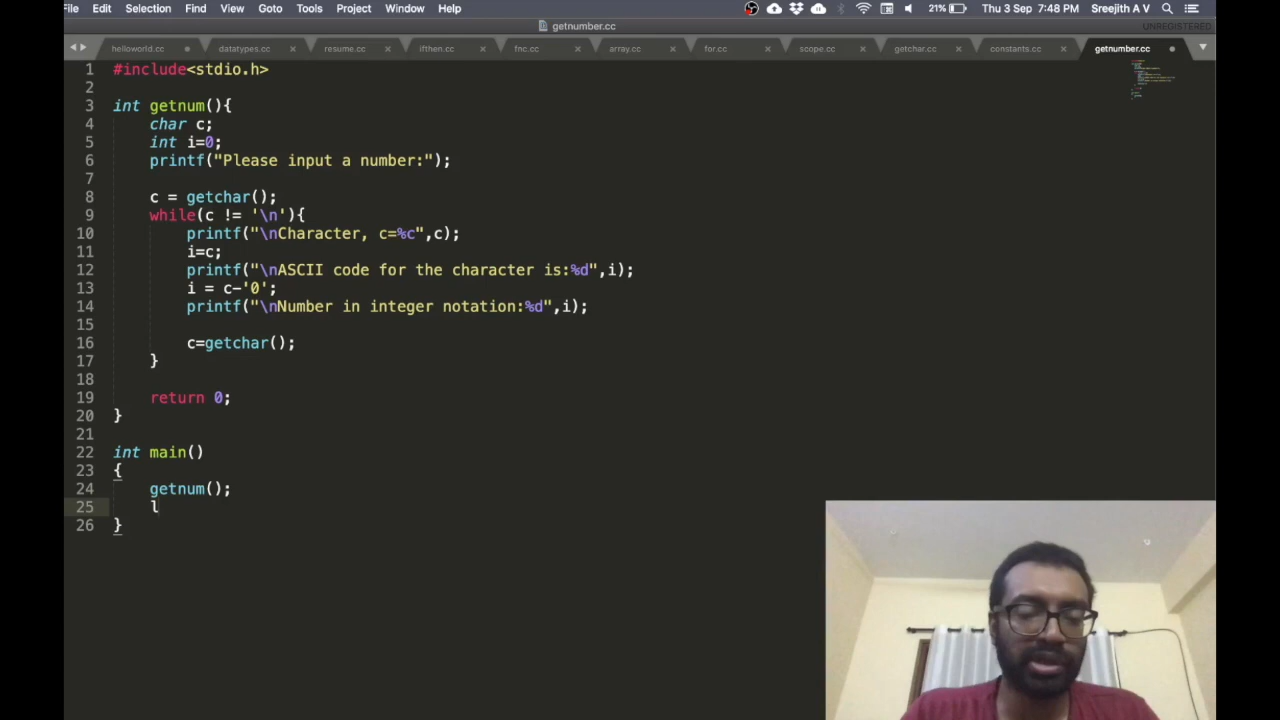 File Edit Selection Find View Goto Tools Project Window Help 21% Thu 3 Sep 7:48 PM Sreejith A V
getnumber.cc UNREGISTERED
helloworld.cc datatypes.cc resume.cc ifthen.cc fnc.cc array.cc for.cc scope.cc getchar.cc constants.cc getnumber.cc
1 #include<stdio.h>
2
3 int getnum(){
4 char c;
5 int i=0;
6 printf("Please input a number:");
7
8 c = getchar();
9 while(c != '\n'){
10 printf("\nCharacter, c=%c",c);
11 i=c;
12 printf("\nASCII code for the character is:%d",i);
13 i = c-'0';
14 printf("\nNumber in integer notation:%d",i);
15
16 c=getchar();
17 }
18
19 return 0;
20 }
21
22 int main()
23 {
24 getnum();
25 l
26 }